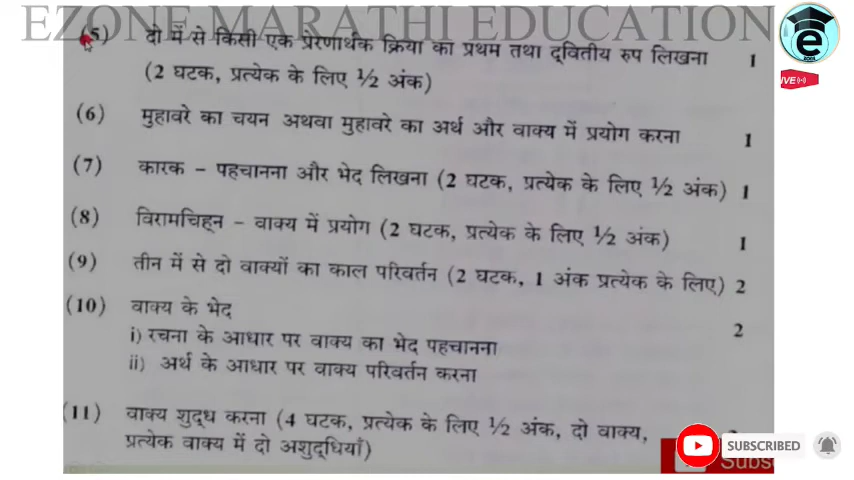 EZONE MARATHI EDUCATION
(5) दो में से किसी एक प्रेरणार्थक क्रिया का प्रथम तथा द्वितीय रुप लिखना 1
(2 घटक, प्रत्येक के लिए ½ अंक)
(6) मुहावरे का चयन अथवा मुहावरे का अर्थ और वाक्य में प्रयोग करना 1
(7) कारक – पहचानना और भेद लिखना (2 घटक, प्रत्येक के लिए ½ अंक) 1
(8) विरामचिह्न – वाक्य में प्रयोग (2 घटक, प्रत्येक के लिए ½ अंक) 1
(9) तीन में से दो वाक्यों का काल परिवर्तन (2 घटक, 1 अंक प्रत्येक के लिए) 2
(10) वाक्य के भेद 2
i) रचना के आधार पर वाक्य का भेद पहचानना
ii) अर्थ के आधार पर वाक्य परिवर्तन करना
(11) वाक्य शुद्ध करना (4 घटक, प्रत्येक के लिए ½ अंक, दो वाक्य,
प्रत्येक वाक्य में दो अशुद्धियाँ)
SUBSCRIBED